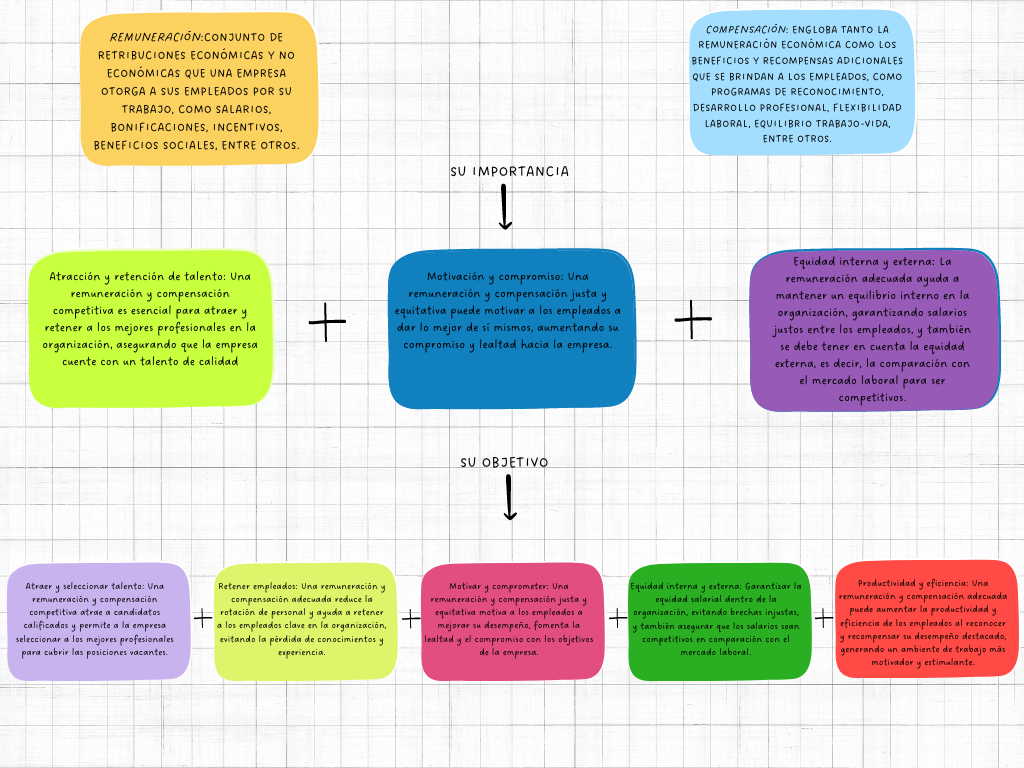 REMUNERACIÓN:CONJUNTO DE
RETRIBUCIONES ECONÓMICAS Y NO
ECONÓMICAS QUE UNA EMPRESA
OTORGA A SUS EMPLEADOS POR SU
TRABAJO, COMO SALARIOS,
BONIFICACIONES, INCENTIVOS,
BENEFICIOS SOCIALES, ENTRE OTROS.
COMPENSACIÓN: ENGLOBA TANTO LA
REMUNERACIÓN ECONÓMICA COMO LOS
BENEFICIOS Y RECOMPENSAS ADICIONALES
QUE SE BRINDAN A LOS EMPLEADOS, COMO
PROGRAMAS DE RECONOCIMIENTO,
DESARROLLO PROFESIONAL, FLEXIBILIDAD
LABORAL, EQUILIBRIO TRABAJO-VIDA,
ENTRE OTROS.
SU IMPORTANCIA
Atracción y retención de talento: Una
remuneración y compensación
competitiva es esencial para atraer y
retener a los mejores profesionales en la
organización, asegurando que la empresa
cuente con un talento de calidad
Motivación y compromiso: Una
remuneración y compensación justa y
equitativa puede motivar a los empleados a
dar lo mejor de sí mismos, aumentando su
compromiso y lealtad hacia la empresa.
Equidad interna y externa: La
remuneración adecuada ayuda a
mantener un equilibrio interno en la
organización, garantizando salarios
justos entre los empleados, y también
se debe tener en cuenta la equidad
externa, es decir, la comparación con
el mercado laboral para ser
competitivos.
SU OBJETIVO
Atraer y seleccionar talento: Una
remuneración y compensación
competitiva atrae a candidatos
calificados y permite a la empresa
seleccionar a los mejores profesionales
para cubrir las posiciones vacantes.
Retener empleados: Una remuneración y
compensación adecuada reduce la
rotación de personal y ayuda a retener
a los empleados clave en la organización,
evitando la pérdida de conocimientos y
experiencia.
Motivar y comprometer: Una
remuneración y compensación justa y
equitativa motiva a los empleados a
mejorar su desempeño, fomenta la
lealtad y el compromiso con los objetivos
de la empresa.
Equidad interna y externa: Garantizar la
equidad salarial dentro de la
organización, evitando brechas injustas,
y también asegurar que los salarios sean
competitivos en comparación con el
mercado laboral.
Productividad y eficiencia: Una
remuneración y compensación adecuada
puede aumentar la productividad y
eficiencia de los empleados al reconocer
y recompensar su desempeño destacado,
generando un ambiente de trabajo más
motivador y estimulante.